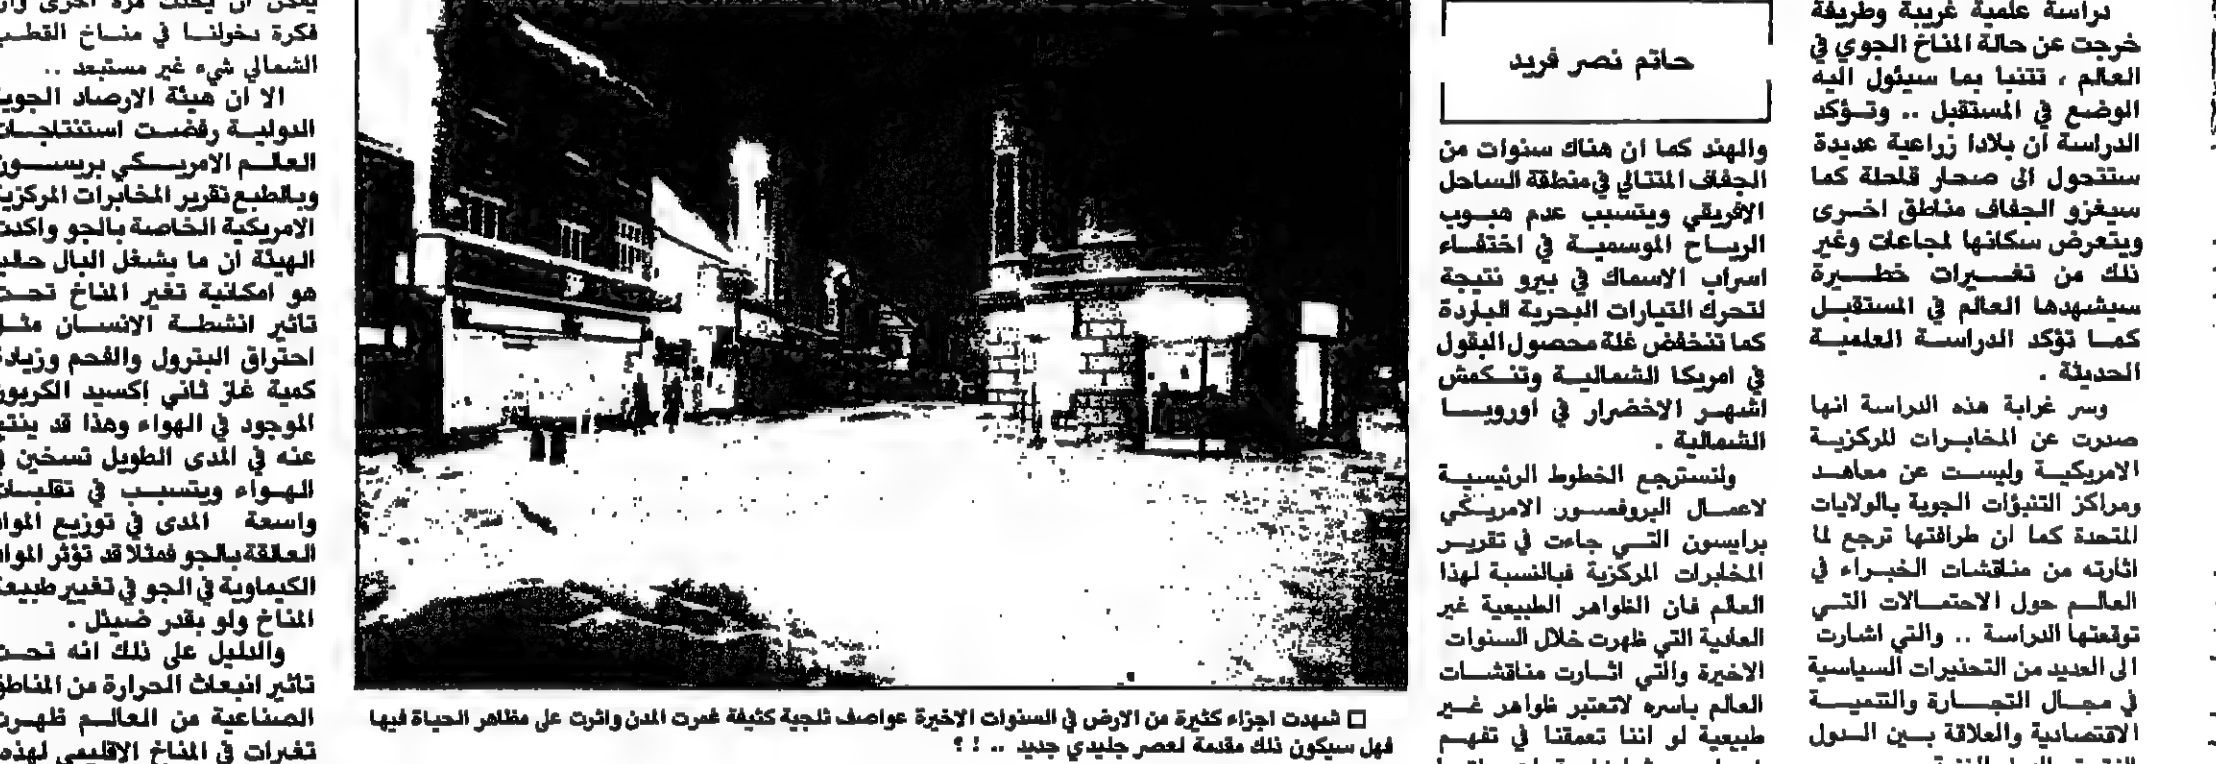 دراسة علمية غريبة وطريفة
خرجت عن حالة المناخ الجوي في
العالم ، تتنبا بما سيئول اليه
الوضع في المستقبل .. وتؤكد
الدراسة ان بلادا زراعية عديدة
ستتحول الى صحار قاحلة كما
سيغزو الجفاف مناطق اخرى
ويتعرض سكانها لمجاعات وغير
ذلك من تغيرات خطيرة
سيشهدها العالم في المستقبل
كما تؤكد الدراسة العلمية
الحديثة .
وسر غرابة هذه الدراسة انها
صدرت عن المخابرات المركزية
الامريكية وليست عن معاهد
ومراكز التنبؤات الجوية بالولايات
المتحدة كما ان طرافتها ترجع لما
اثارته من مناقشات الخبراء في
العالم حول الاحتمالات التي
توقعتها الدراسة .. والتي اشارت
الى العديد من التحذيرات السياسية
في مجال التجارة والتنمية
الاقتصادية والعلاقة بين الدول
حاتم نصر فريد
والهند كما ان هناك سنوات من
الجفاف المتتالي في منطقة الساحل
الافريقي ويتسبب عدم هبوب
الرياح الموسمية في اختفاء
اسراب الاسماك في بيرو نتيجة
لتحرك التيارات البحرية الباردة
كما تنخفض غلة محصول البقول
في امريكا الشمالية وتنكمش
اشهر الاخضرار في اوروبا
الشمالية .
ولنسترجع الخطوط الرئيسية
لاعمال البروفسور الامريكي
برايسون التي جاءت في تقرير
المخابرات المركزية فبالنسبة لهذا
العالم فان الظواهر الطبيعية غير
العادية التي ظهرت خلال السنوات
الاخيرة والتي اثارت مناقشات
العالم باسره لاتعتبر ظواهر غير
طبيعية لو اننا تعمقنا في تفهم
□ شهدت اجزاء كثيرة من الارض في السنوات الاخيرة عواصف ثلجية كثيفة غمرت المدن واثرت على مظاهر الحياة فيها
فهل سيكون ذلك مقدمة لعصر جليدي جديد .. ! ؟
يمكن ان يحدث مرة اخرى وان
فكرة دخولنا في مناخ القطب
الشمالي شيء غير مستبعد ..
الا ان هيئة الارصاد الجوية
الدولية رفضت استنتاجات
العالم الامريكي بريسون
وبالطبع تقرير المخابرات المركزية
الامريكية الخاصة بالجو واكدت
الهيئة ان ما يشغل البال حاليا
هو امكانية تغير المناخ تحت
تاثير انشطة الانسان مثل
احتراق البترول والفحم وزيادة
كمية غاز ثاني إكسيد الكربون
الموجود في الهواء وهذا قد ينتج
عنه في المدى الطويل تسخين
الهواء ويتسبب في تقلبات
واسعة المدى في توزيع المواد
العالقة بالجو فمثلا قد تؤثر المواد
الكيماوية في الجو في تغيير طبيعة
المناخ ولو بقدر ضئيل .
والدليل على ذلك انه تحت
تاثير انبعاث الحرارة من المناطق
الصناعية من العالم ظهرت
تغيرات في المناخ الاقليمي لهذه